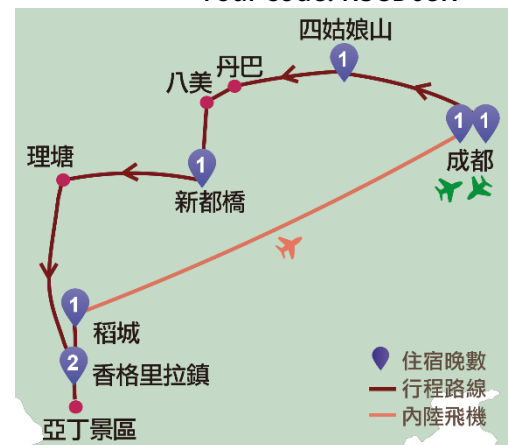 四姑娘山
1
丹巴
八美
1
1
成都
理塘
1
新都橋
1
稻城
2
香格里拉鎮
亞丁景區
住宿晚數
行程路線
內陸飛機